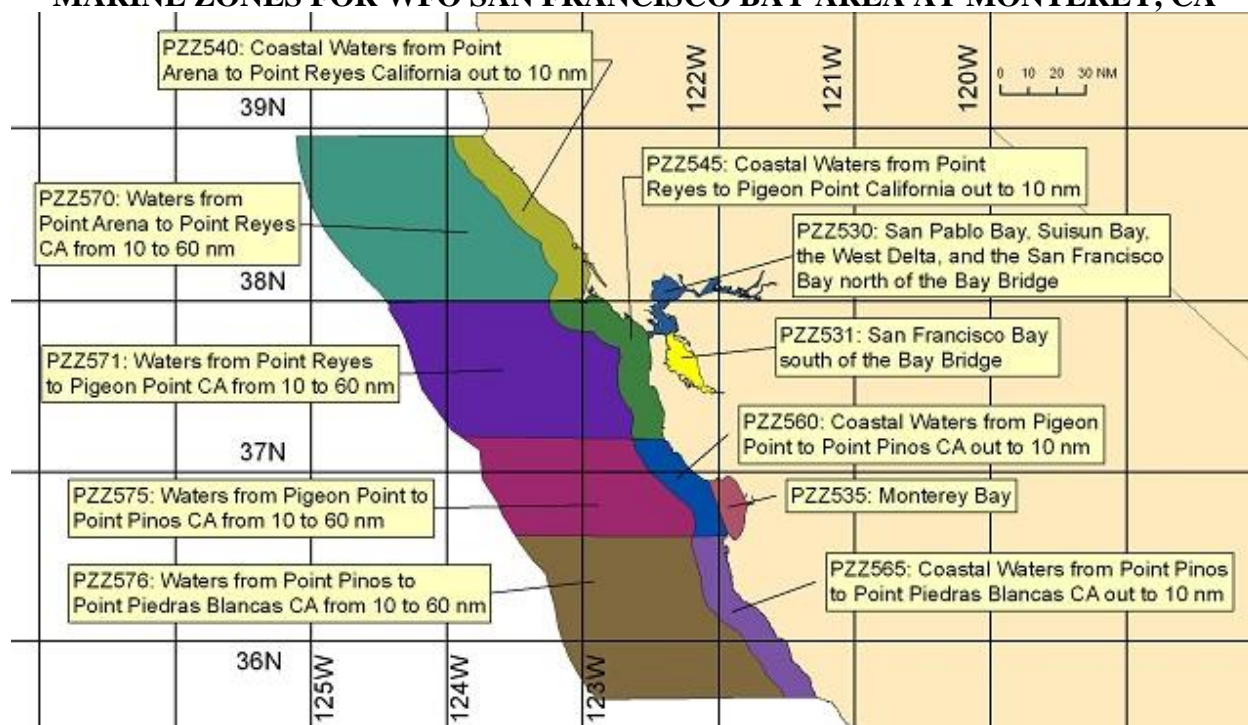 MARINE ZONES FOR WFO SAN FRANCISCO BAY AREA AT MONTEREY, CA
PZZ540: Coastal Waters from Point
Arena to Point Reyes California out to 10 nm
122W
121W
120W
0 10 20 30 NM
39N
PZZ545: Coastal Waters from Point
Reyes to Pigeon Point California out to 10 nm
PZZ570: Waters from
Point Arena to Point Reyes
CA from 10 to 60 nm
PZZ530: San Pablo Bay, Suisun Bay,
the West Delta, and the San Francisco
Bay north of the Bay Bridge
38N
PZZ531: San Francisco Bay
south of the Bay Bridge
PZZ571: Waters from Point Reyes
to Pigeon Point CA from 10 to 60 nm
PZZ560: Coastal Waters from Pigeon
Point to Point Pinos CA out to 10 nm
37N
PZZ575: Waters from Pigeon Point to
Point Pinos CA from 10 to 60 nm
PZZ535: Monterey Bay
PZZ576: Waters from Point Pinos to
Point Piedras Blancas CA from 10 to 60 nm
PZZ565: Coastal Waters from Point Pinos
to Point Piedras Blancas CA out to 10 nm
36N
125W
124W
123W